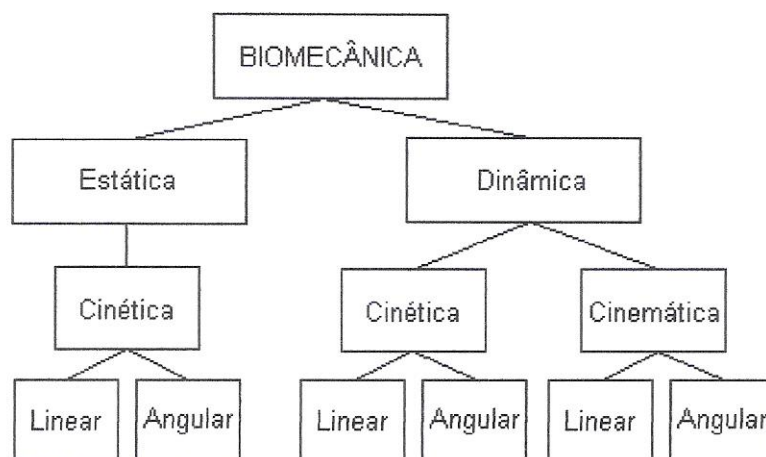 BIOMECÂNICA
Estática
Dinâmica
Cinética
Cinética
Cinemática
Linear
Angular
Linear
Angular
Linear
Angular